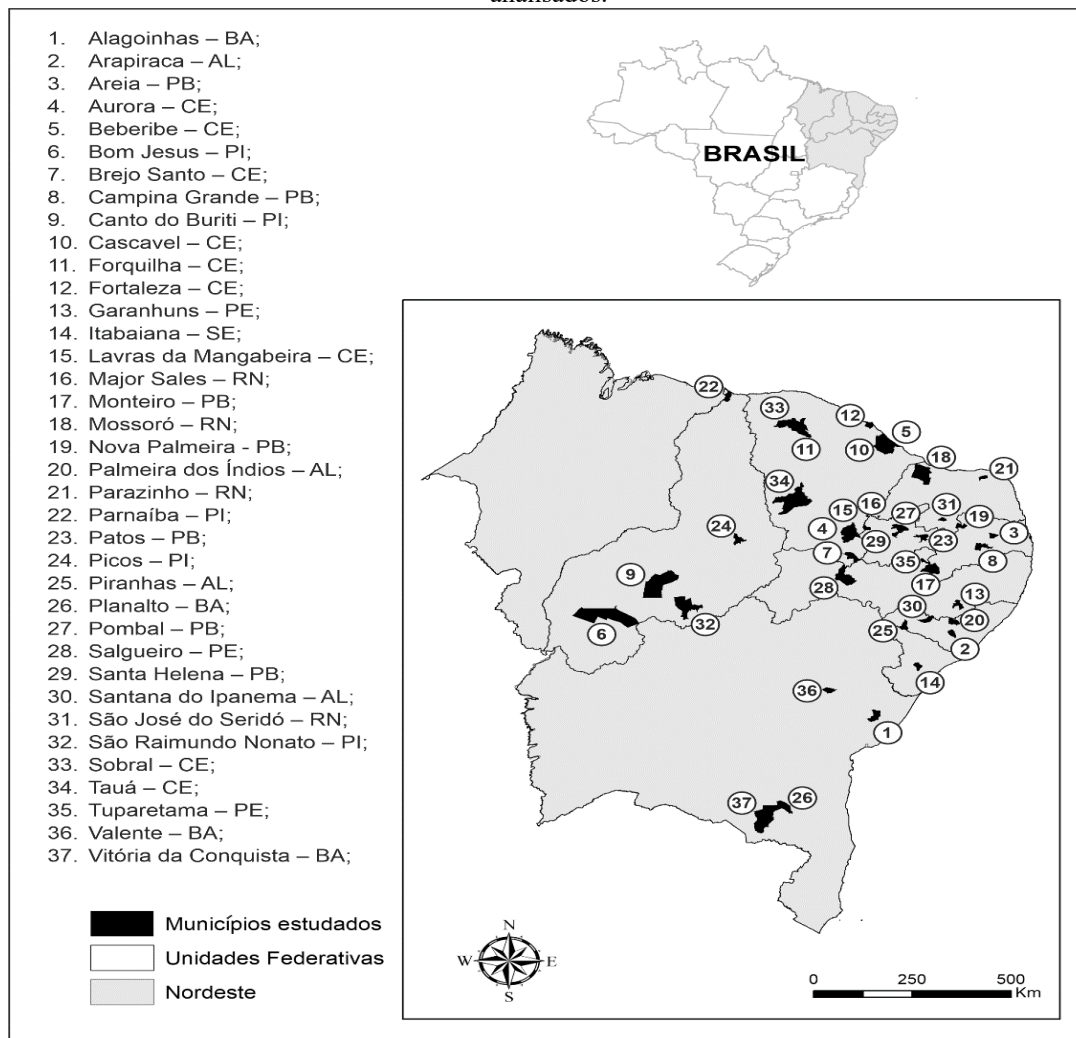 analisados.
1. Alagoinhas – BA;
2. Arapiraca – AL;
3. Areia – PB;
4. Aurora – CE;
5. Beberibe – CE;
6. Bom Jesus – PI;
7. Brejo Santo – CE;
8. Campina Grande – PB;
9. Canto do Buriti – PI;
10. Cascavel – CE;
11. Forquilha – CE;
12. Fortaleza – CE;
13. Garanhuns – PE;
14. Itabaiana – SE;
15. Lavras da Mangabeira – CE;
16. Major Sales – RN;
17. Monteiro – PB;
18. Mossoró – RN;
19. Nova Palmeira - PB;
20. Palmeira dos Índios – AL;
21. Parazinho – RN;
22. Parnaíba – PI;
23. Patos – PB;
24. Picos – PI;
25. Piranhas – AL;
26. Planalto – BA;
27. Pombal – PB;
28. Salgueiro – PE;
29. Santa Helena – PB;
30. Santana do Ipanema – AL;
31. São José do Seridó – RN;
32. São Raimundo Nonato – PI;
33. Sobral – CE;
34. Tauá – CE;
35. Tuparetama – PE;
36. Valente – BA;
37. Vitória da Conquista – BA;
Municípios estudados
Unidades Federativas
Nordeste
BRASIL
22
33
12
5
11
10
18
21
34
15
16
27
31
19
24
4
29
23
3
7
35
8
9
28
17
13
30
6
32
25
20
2
36
14
1
37
26
N
W
E
S
0
250
500
Km